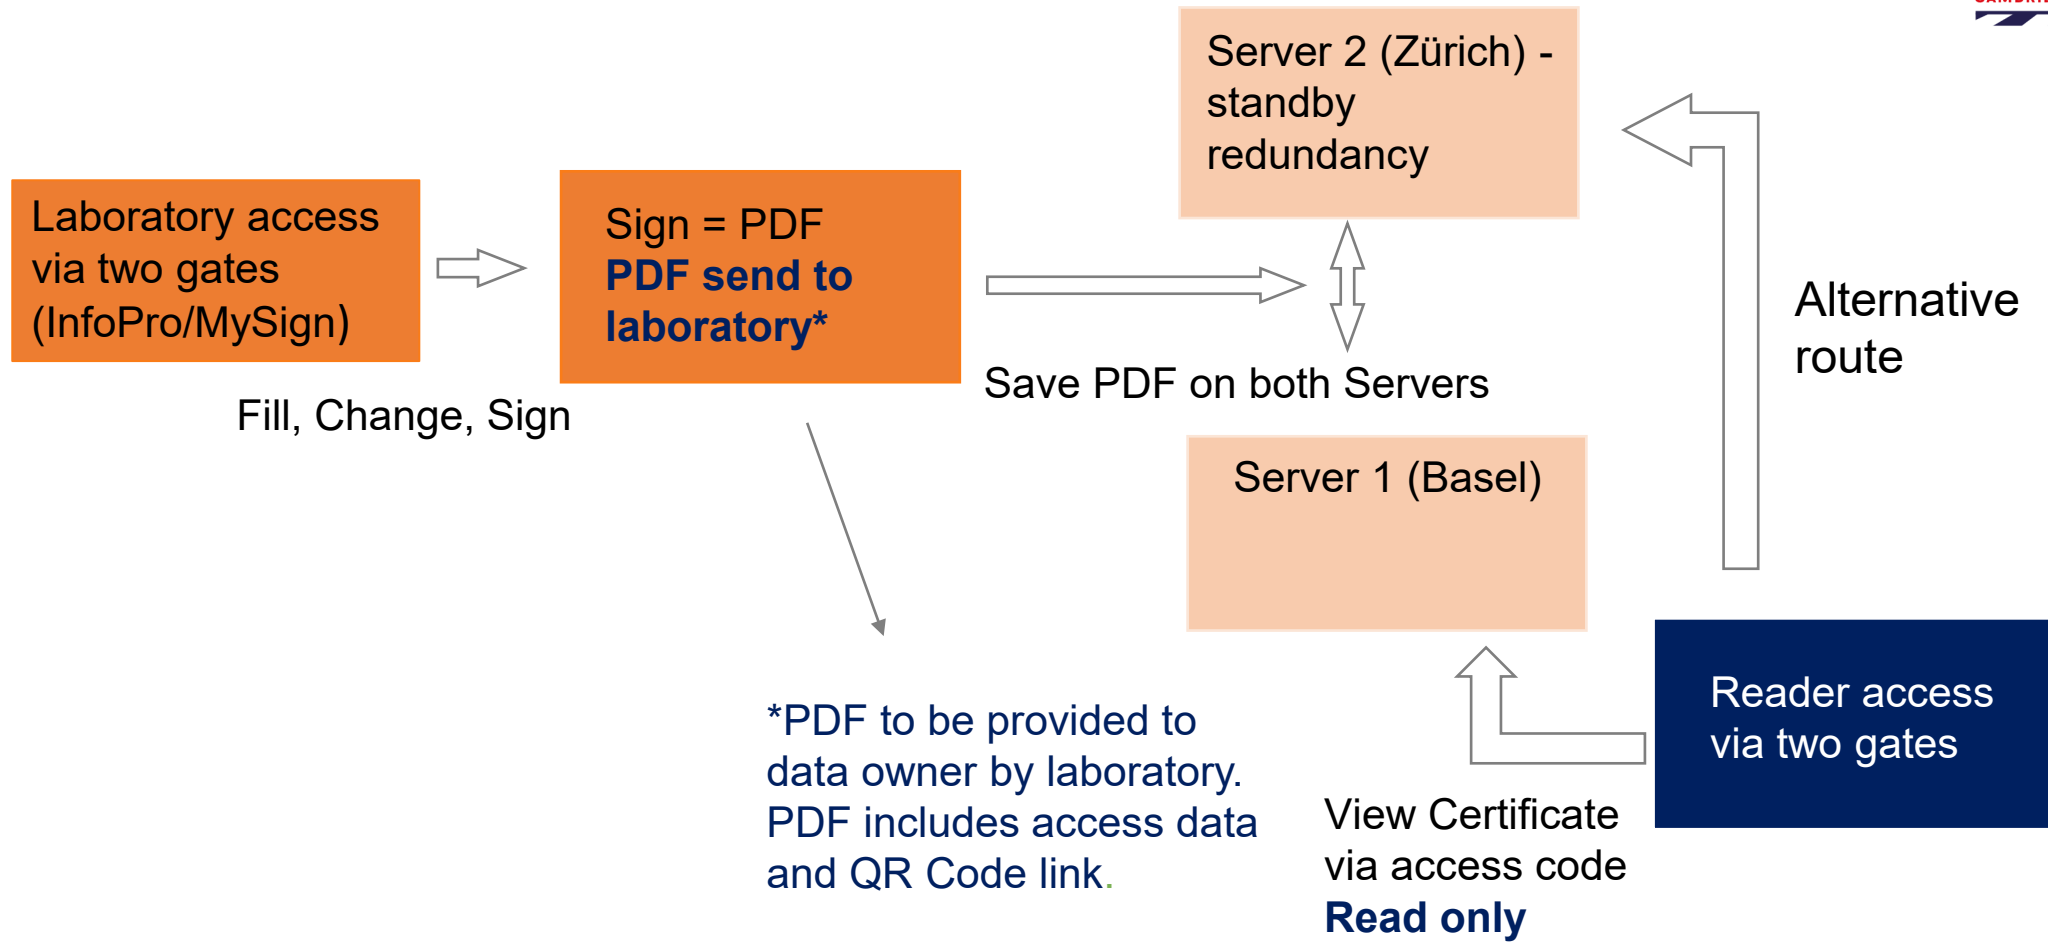 Server 2 (Zürich) -
standby
redundancy
Laboratory access
via two gates
(InfoPro/MySign)
Sign = PDF
PDF send to
laboratory*
Fill, Change, Sign
Save PDF on both Servers
Alternative
route
Server 1 (Basel)
Reader access
via two gates
*PDF to be provided to
data owner by laboratory.
PDF includes access data
and QR Code link.
View Certificate
via access code
Read only